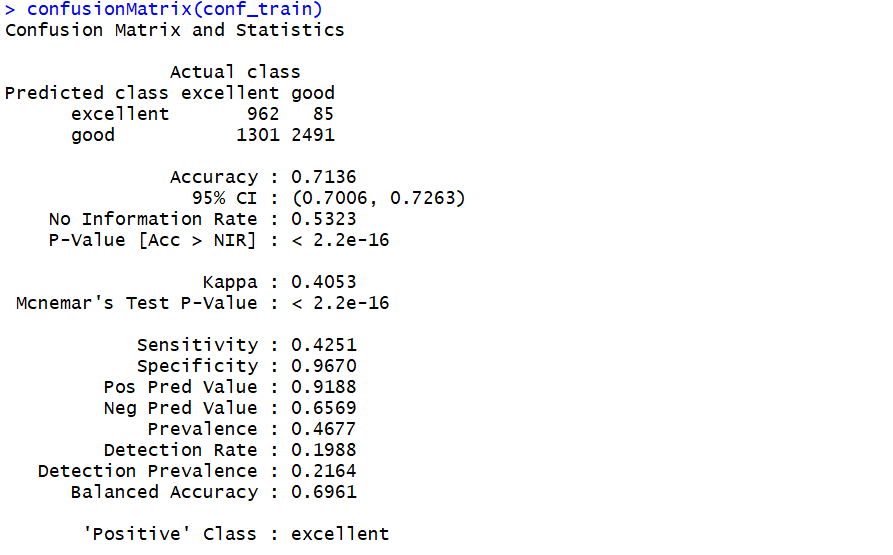 > confusionMatrix(conf_train)
Confusion Matrix and Statistics

               Actual class
Predicted class excellent good
      excellent       962   85
      good           1301 2491

               Accuracy : 0.7136
                 95% CI : (0.7006, 0.7263)
    No Information Rate : 0.5323
    P-Value [Acc > NIR] : < 2.2e-16

                  Kappa : 0.4053
 Mcnemar's Test P-Value : < 2.2e-16

            Sensitivity : 0.4251
            Specificity : 0.9670
         Pos Pred Value : 0.9188
         Neg Pred Value : 0.6569
             Prevalence : 0.4677
         Detection Rate : 0.1988
   Detection Prevalence : 0.2164
      Balanced Accuracy : 0.6961

       'Positive' Class : excellent